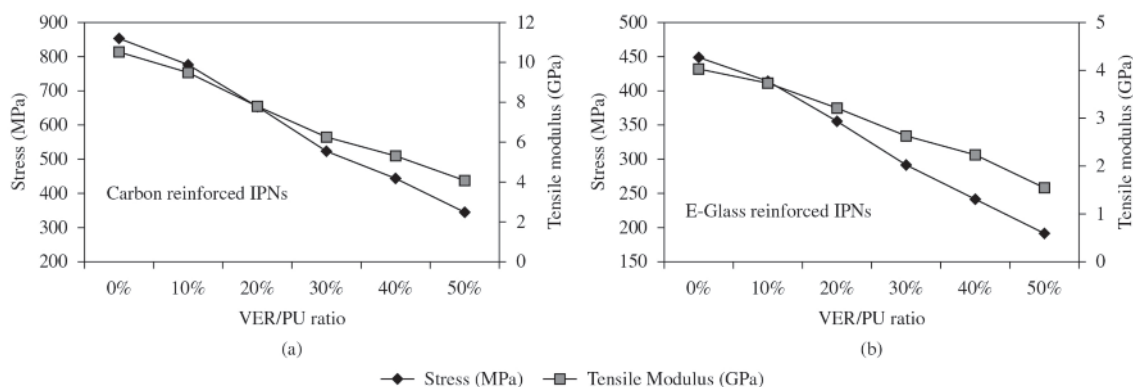 900
800
700
600
500
400
300
200
Stress (MPa)
12
10
8
6
4
2
0
Tensile modulus (GPa)
Carbon reinforced IPNs
0% 10% 20% 30% 40% 50%
VER/PU ratio
(a)
500
450
400
350
300
250
200
150
Stress (MPa)
5
4
3
2
1
0
Tensile modulus (GPa)
E-Glass reinforced IPNs
0% 10% 20% 30% 40% 50%
VER/PU ratio
(b)
Stress (MPa) Tensile Modulus (GPa)